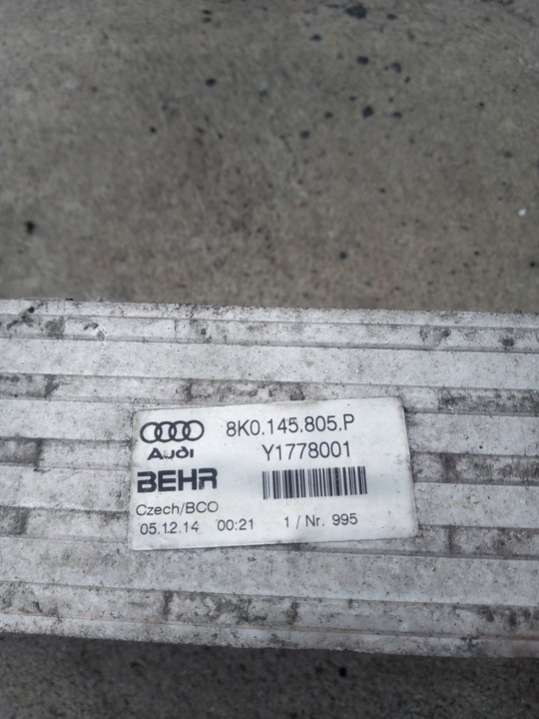 8K0.145.805.P
Audi
Y1778001
BEHR
Czech/BCO
05.12.14 00:21 1 / Nr. 995